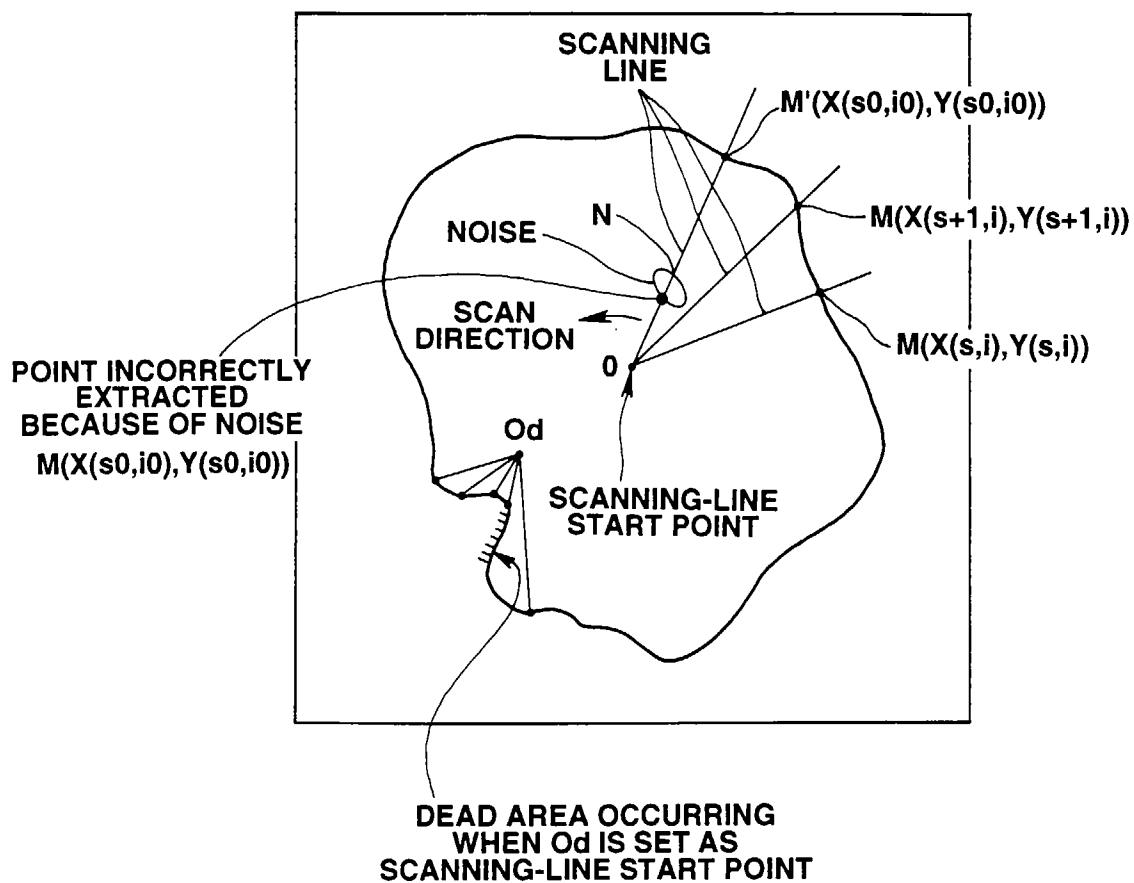 SCANNING
LINE
M'(X(s0,i0),Y(s0,i0))
M(X(s+1,i),Y(s+1,i))
N
NOISE
SCAN
DIRECTION
M(X(s,i),Y(s,i))
0
POINT INCORRECTLY
EXTRACTED
BECAUSE OF NOISE
M(X(s0,i0),Y(s0,i0))
Od
SCANNING-LINE
START POINT
DEAD AREA OCCURRING
WHEN Od IS SET AS
SCANNING-LINE START POINT